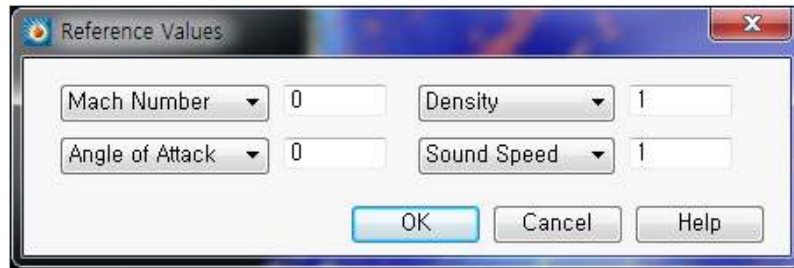 Reference Values
Mach Number 0 Density 1
Angle of Attack 0 Sound Speed 1
OK Cancel Help